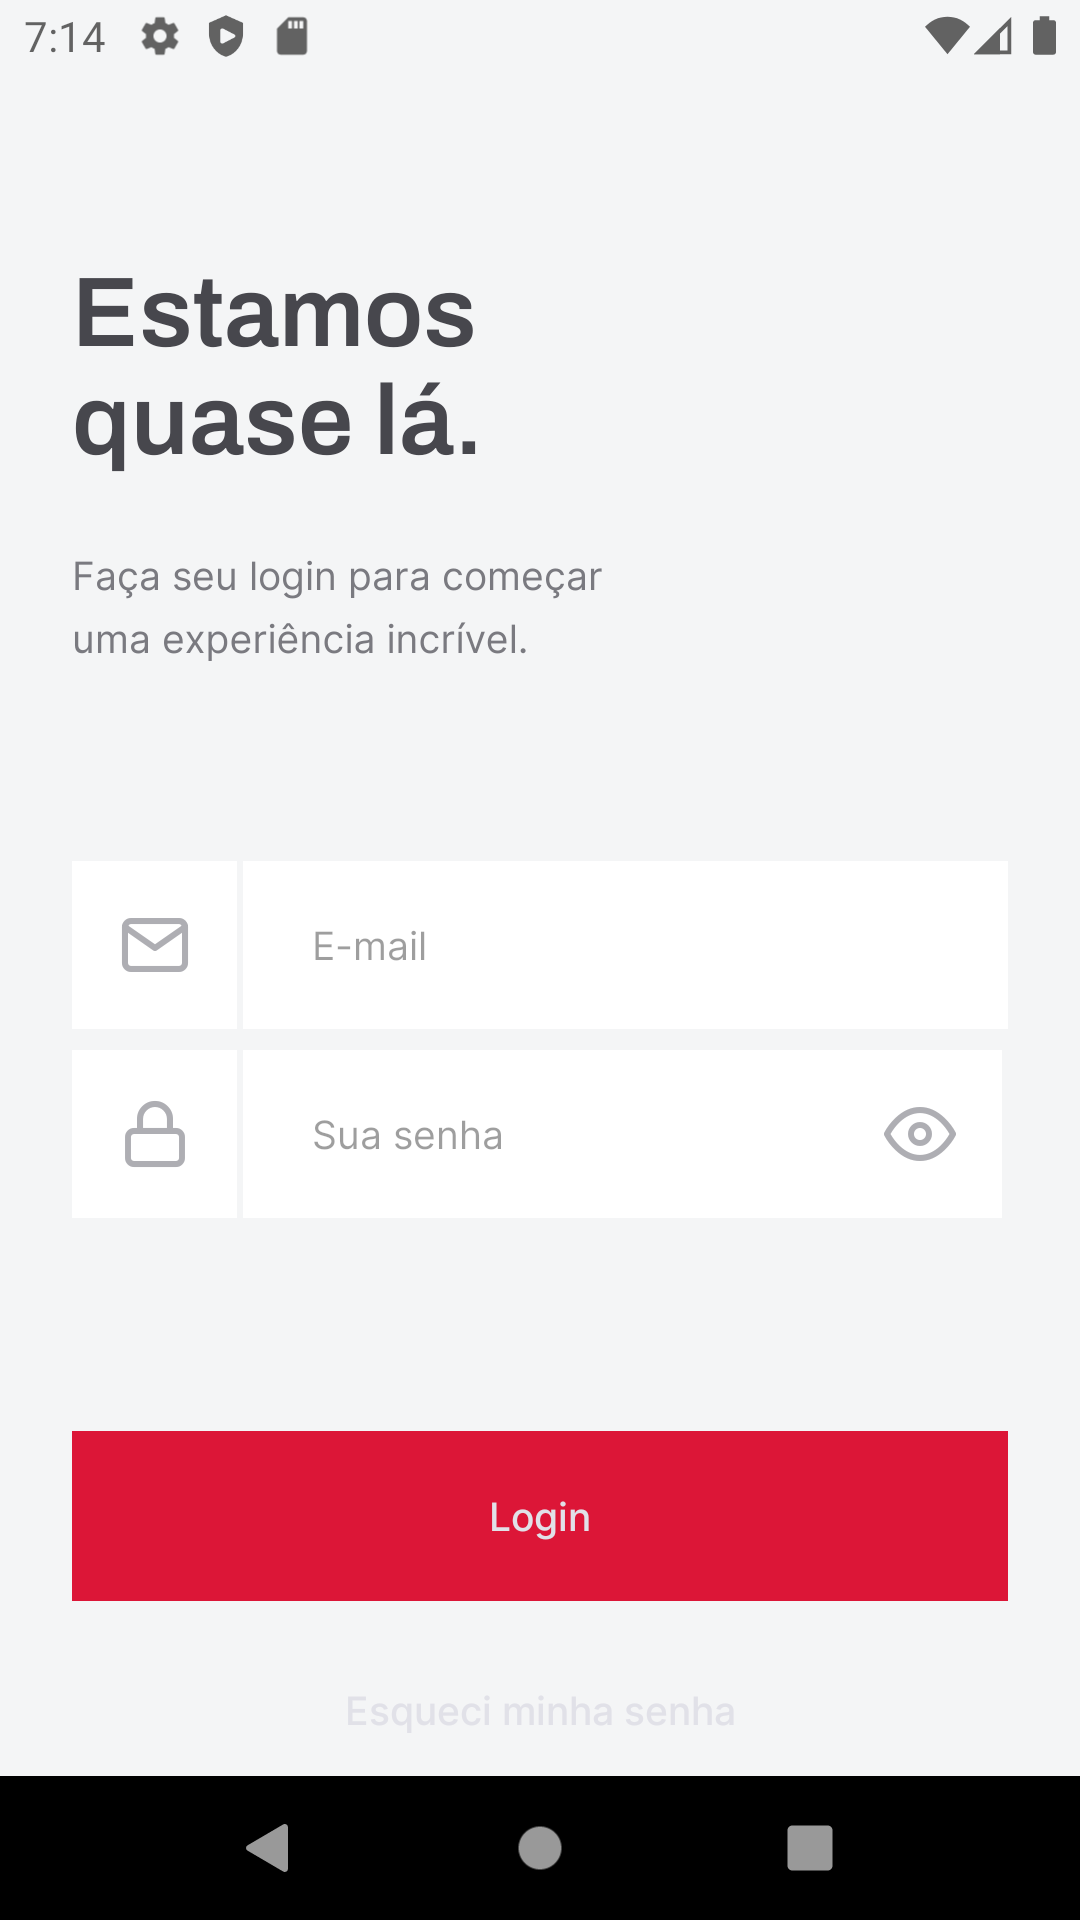 7:14
Estamos
quase lá.
Faça seu login para começar
uma experiência incrível.
E-mail
Sua senha
Login
Esqueci minha senha